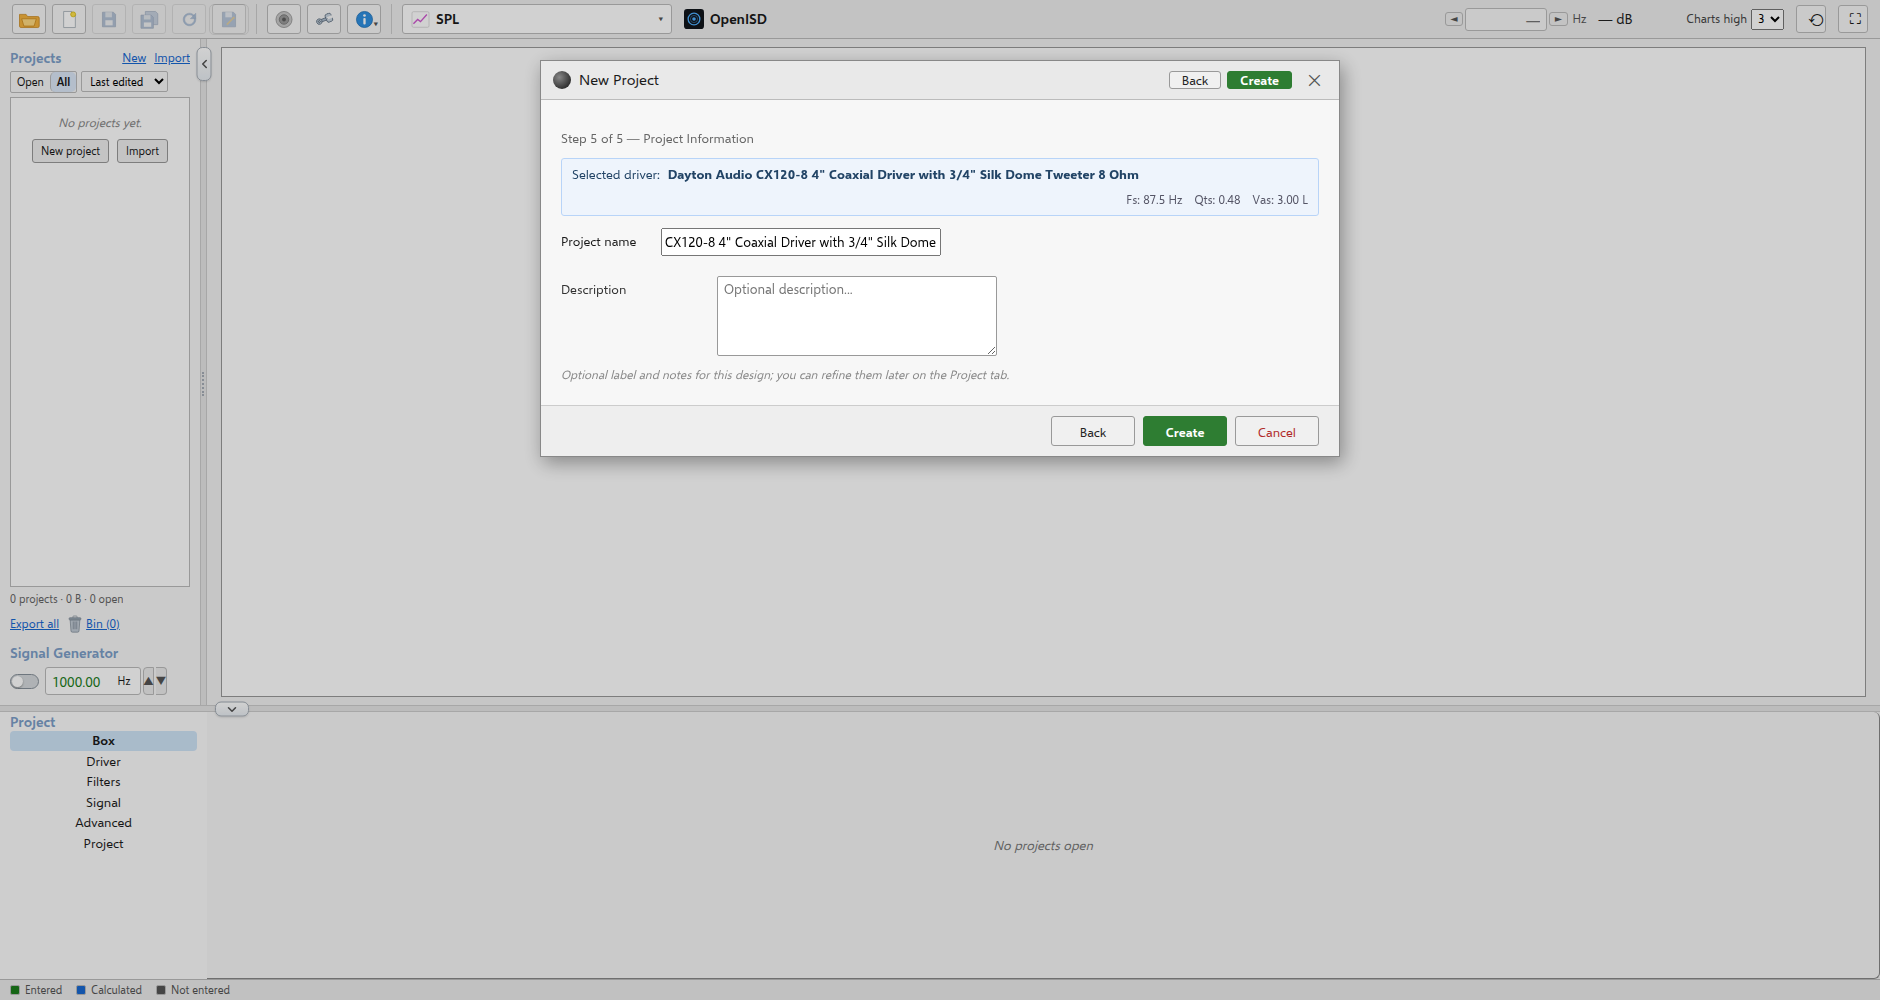 SPL
OpenISD
—
Hz
— dB
Charts high
3
Projects
New
Import
Open
All
Last edited
No projects yet.
New project
Import
0 projects · 0 B · 0 open
Export all
Bin (0)
Signal Generator
1000.00
Hz
New Project
Back
Create
Step 5 of 5 — Project Information
Selected driver: Dayton Audio CX120-8 4" Coaxial Driver with 3/4" Silk Dome Tweeter 8 Ohm
Fs: 87.5 Hz Qts: 0.48 Vas: 3.00 L
Project name
CX120-8 4" Coaxial Driver with 3/4" Silk Dome
Description
Optional description...
Optional label and notes for this design; you can refine them later on the Project tab.
Back
Create
Cancel
Project
Box
Driver
Filters
Signal
Advanced
Project
No projects open
Entered
Calculated
Not entered